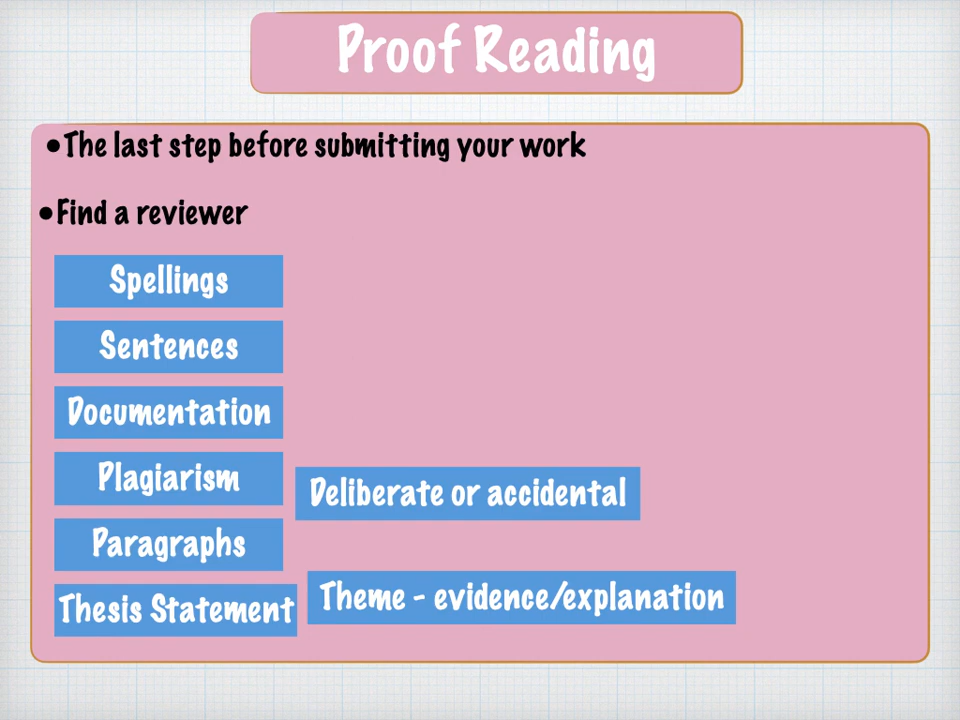 Proof Reading
•The last step before submitting your work
•Find a reviewer
Spellings
Sentences
Documentation
Plagiarism
Deliberate or accidental
Paragraphs
Thesis Statement
Theme - evidence/explanation